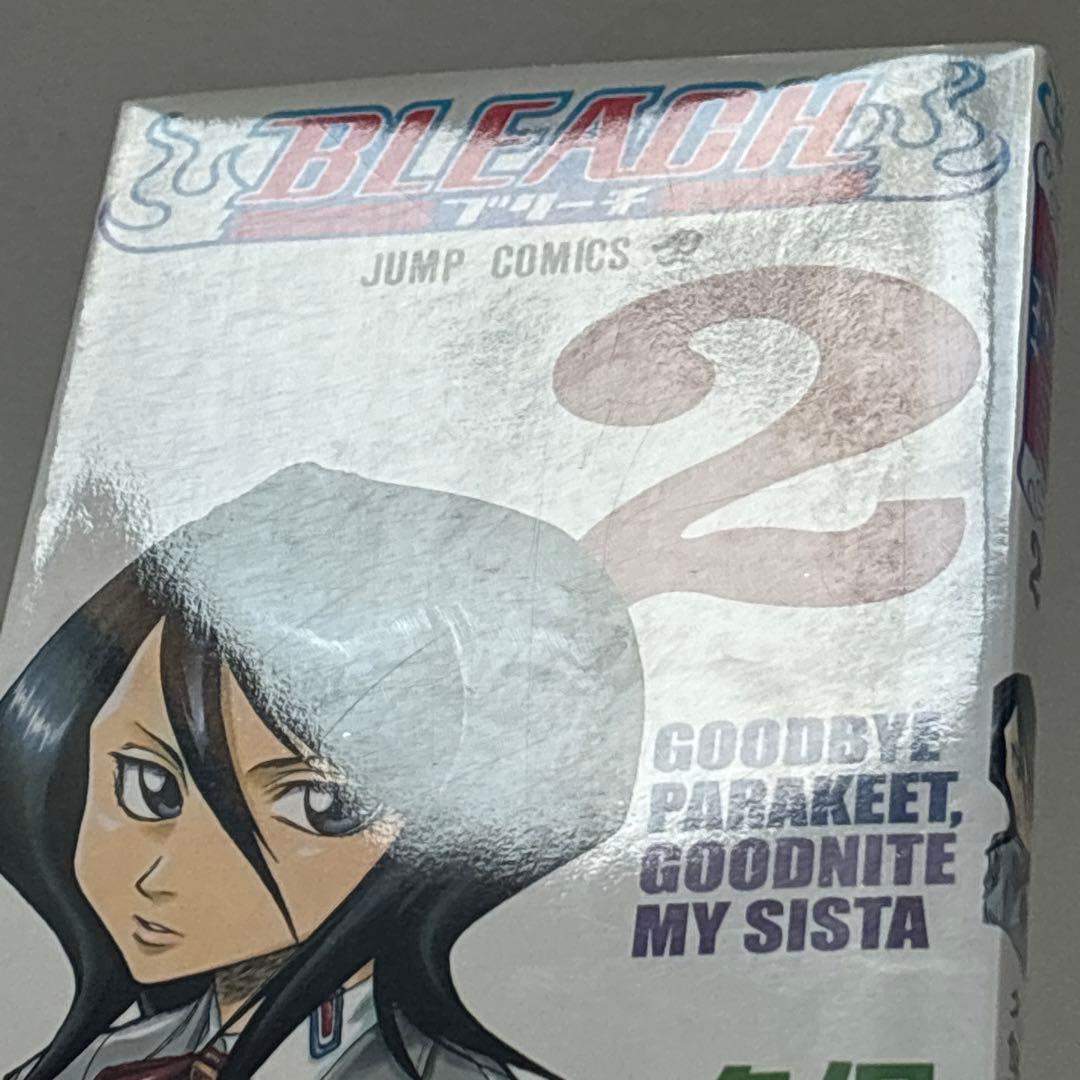 BLEACH
ブリーチ
JUMP COMICS
2
GOODBYE
PARAKEET,
GOODNITE
MY SISTA